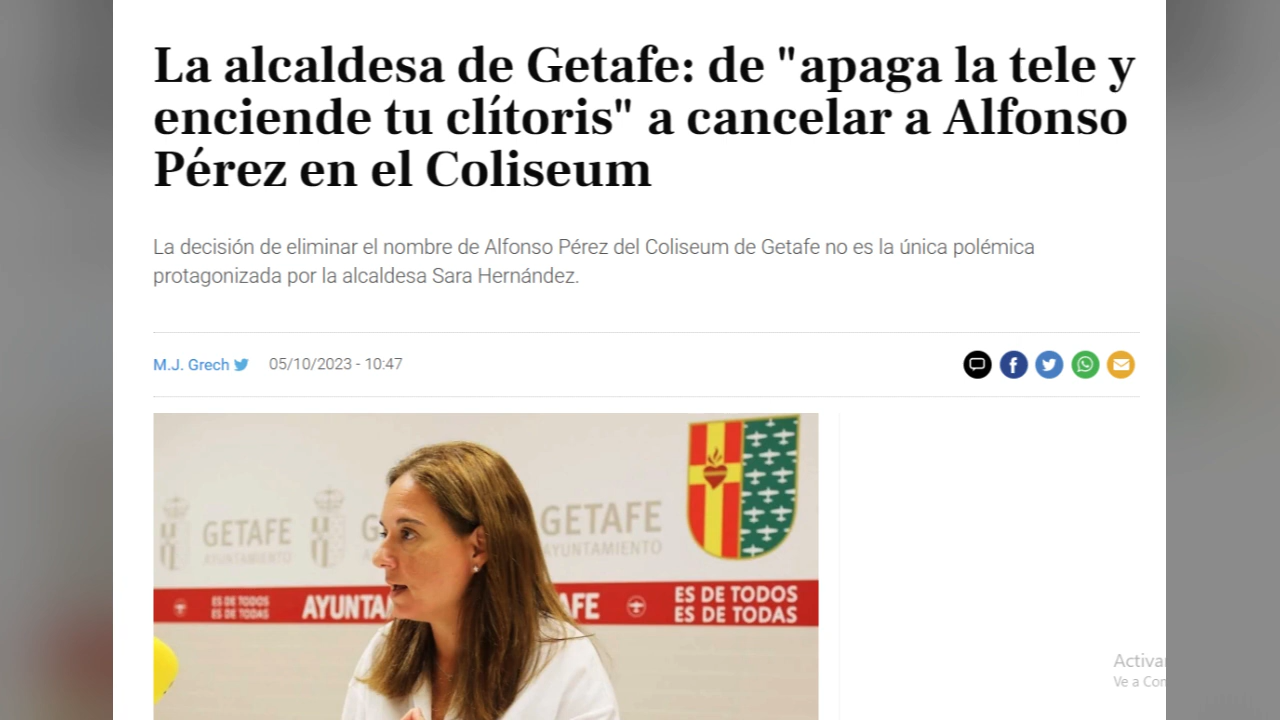 La alcaldesa de Getafe: de "apaga la tele y
enciende tu clítoris" a cancelar a Alfonso
Pérez en el Coliseum
La decisión de eliminar el nombre de Alfonso Pérez del Coliseum de Getafe no es la única polémica
protagonizada por la alcaldesa Sara Hernández.
M.J. Grech 05/10/2023 - 10:47
GETAFE G GETAFE
AYUNTAMIENTO AYUNTAMIENTO
ES DE TODOS
ES DE TODAS
AYUNTA AFE
ES DE TODOS
ES DE TODAS
Activar
Ve a Con